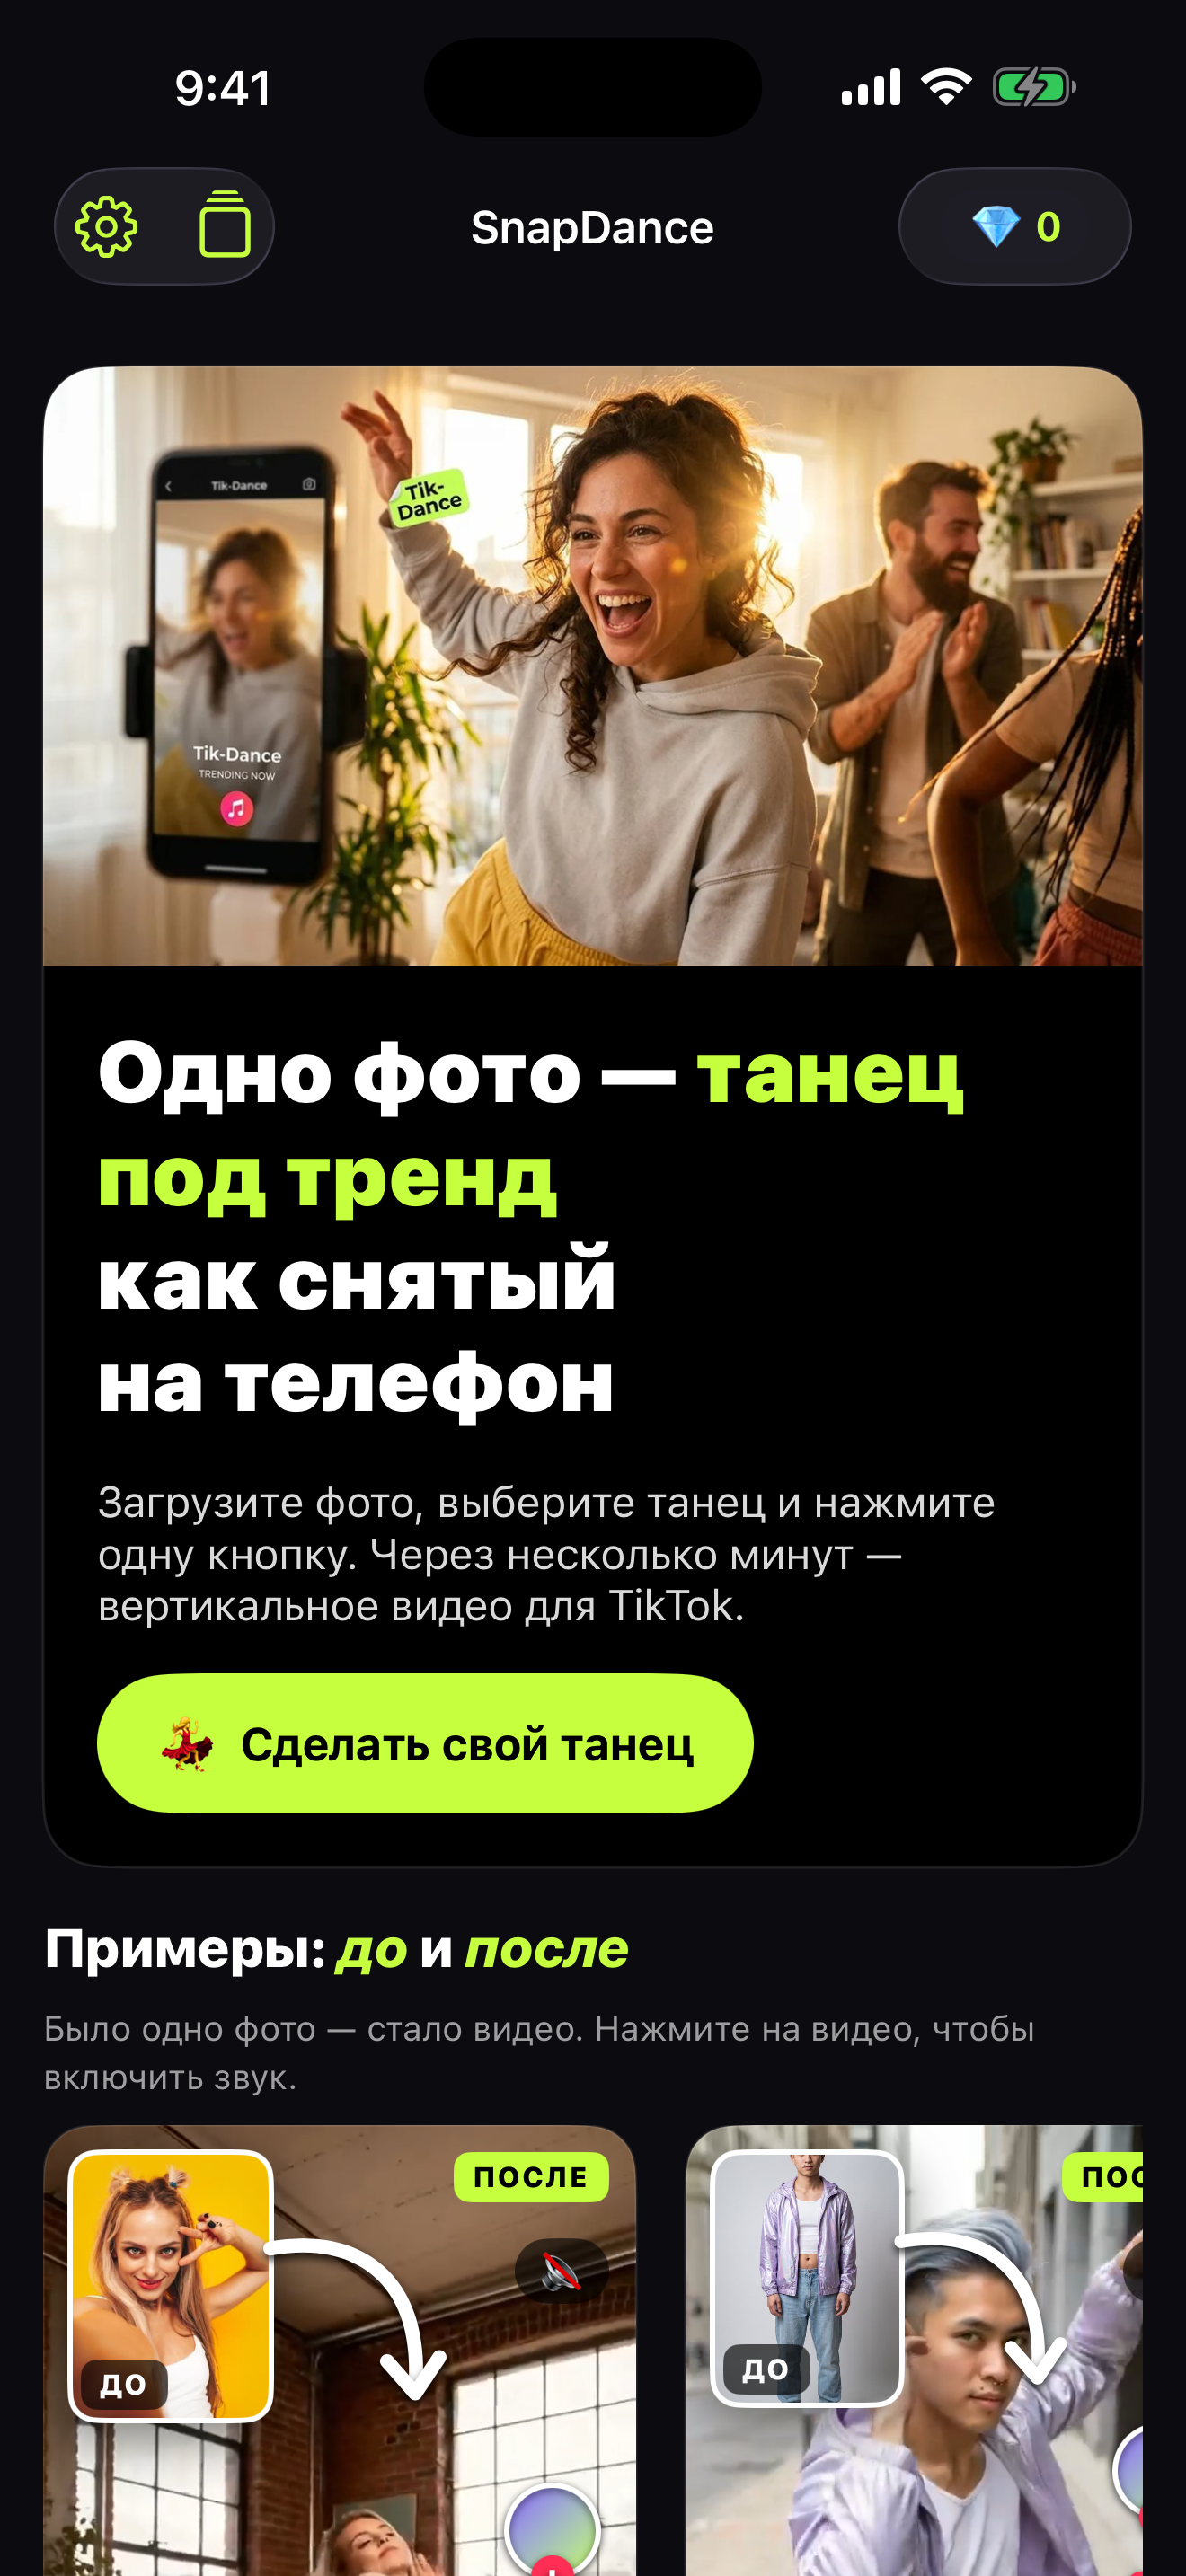 9:41
SnapDance
0
Tik-Dance
Tik-
Dance
Tik-Dance
TRENDING NOW
Одно фото — танец
под тренд
как снятый
на телефон
Загрузите фото, выберите танец и нажмите
одну кнопку. Через несколько минут —
вертикальное видео для TikTok.
Сделать свой танец
Примеры: до и после
Было одно фото — стало видео. Нажмите на видео, чтобы
включить звук.
ПОСЛЕ
ДО
ДО